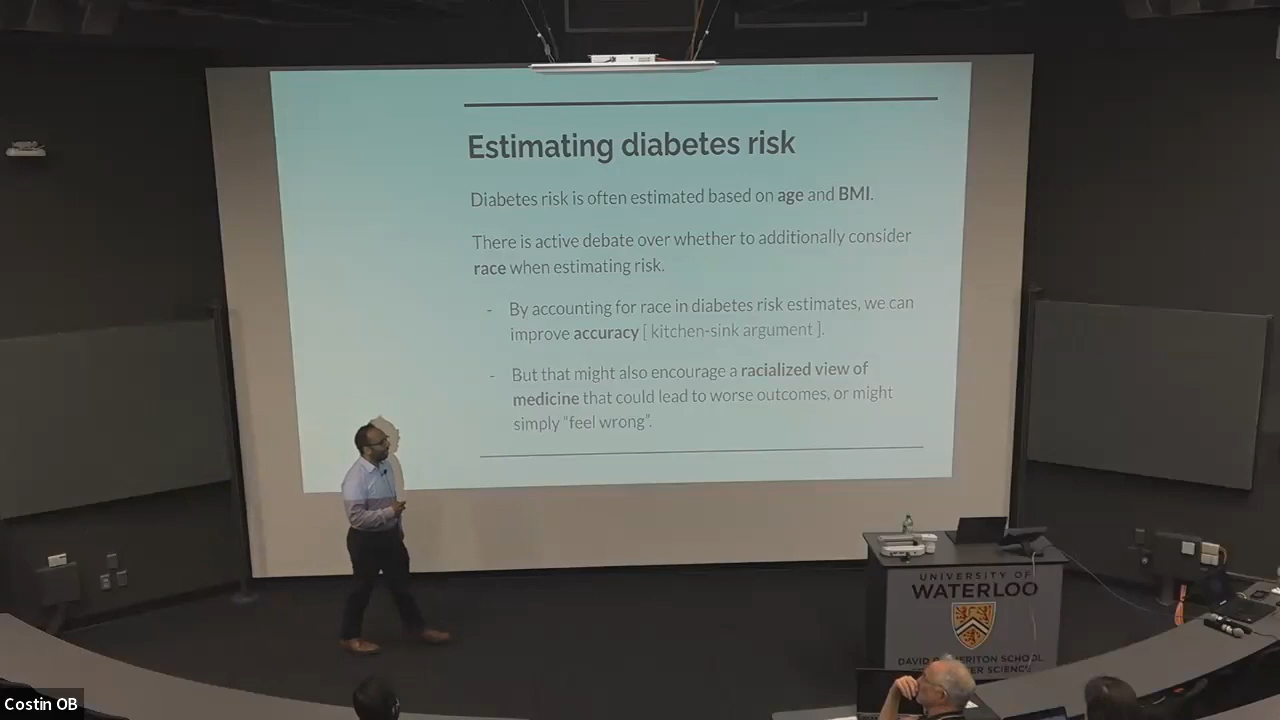 Estimating diabetes risk
Diabetes risk is often estimated based on age and BMI.
There is active debate over whether to additionally consider
race when estimating risk.
- By accounting for race in diabetes risk estimates, we can
improve accuracy [ kitchen-sink argument ].
- But that might also encourage a racialized view of
medicine that could lead to worse outcomes, or might
simply “feel wrong”.
UNIVERSITY OF
WATERLOO
DAVID SCHOOL
SCIENCE
Costin OB